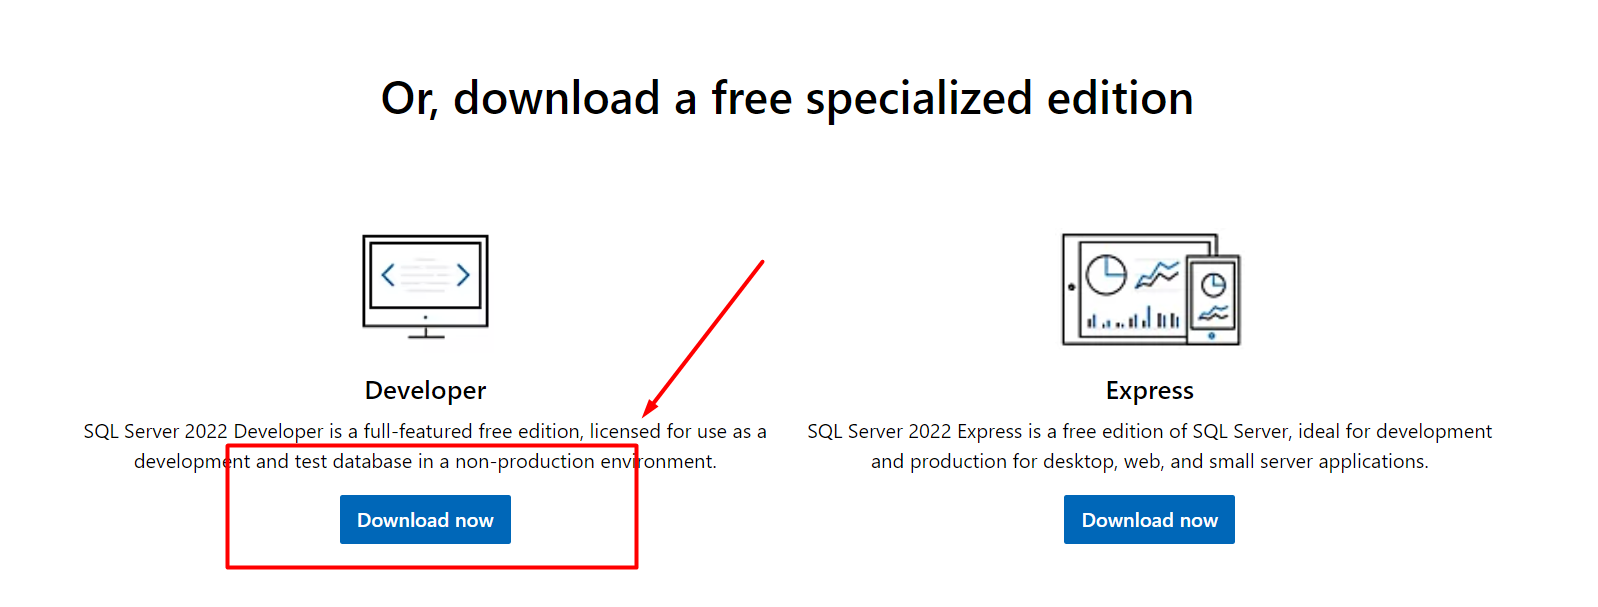 Or, download a free specialized edition
Developer
SQL Server 2022 Developer is a full-featured free edition, licensed for use as a
development and test database in a non-production environment.
Download now
Express
SQL Server 2022 Express is a free edition of SQL Server, ideal for development
and production for desktop, web, and small server applications.
Download now